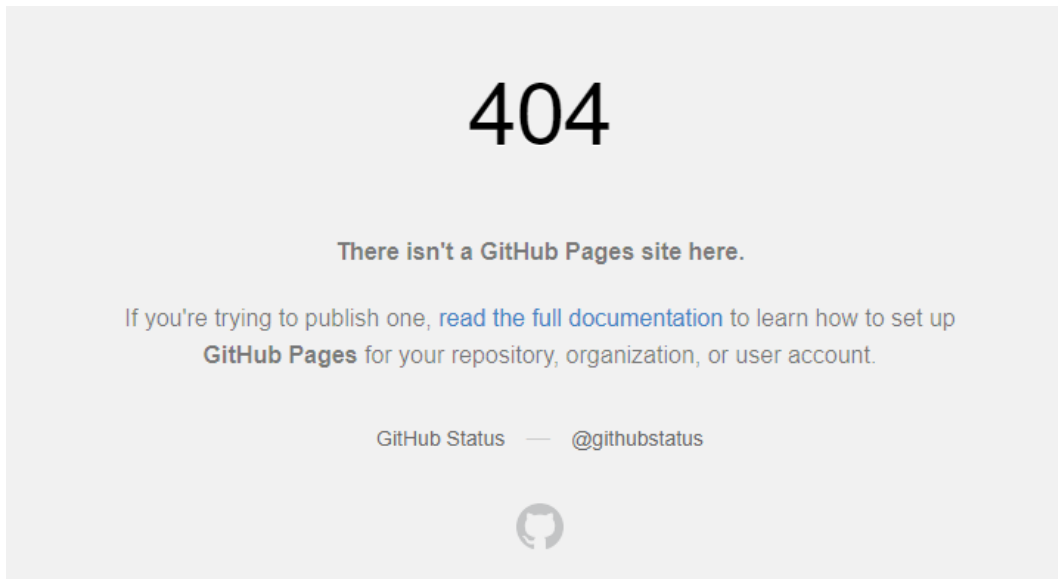 404
There isn't a GitHub Pages site here.
If you're trying to publish one, read the full documentation to learn how to set up
GitHub Pages for your repository, organization, or user account.
GitHub Status — @githubstatus